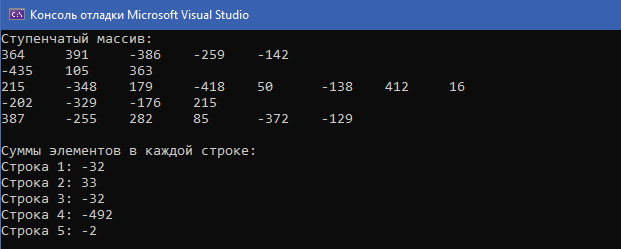 Консоль отладки Microsoft Visual Studio
Ступенчатый массив:
364 391 -386 -259 -142
-435 105 363
215 -348 179 -418 50 -138 412 16
-202 -329 -176 215
387 -255 282 85 -372 -129
Суммы элементов в каждой строке:
Строка 1: -32
Строка 2: 33
Строка 3: -32
Строка 4: -492
Строка 5: -2